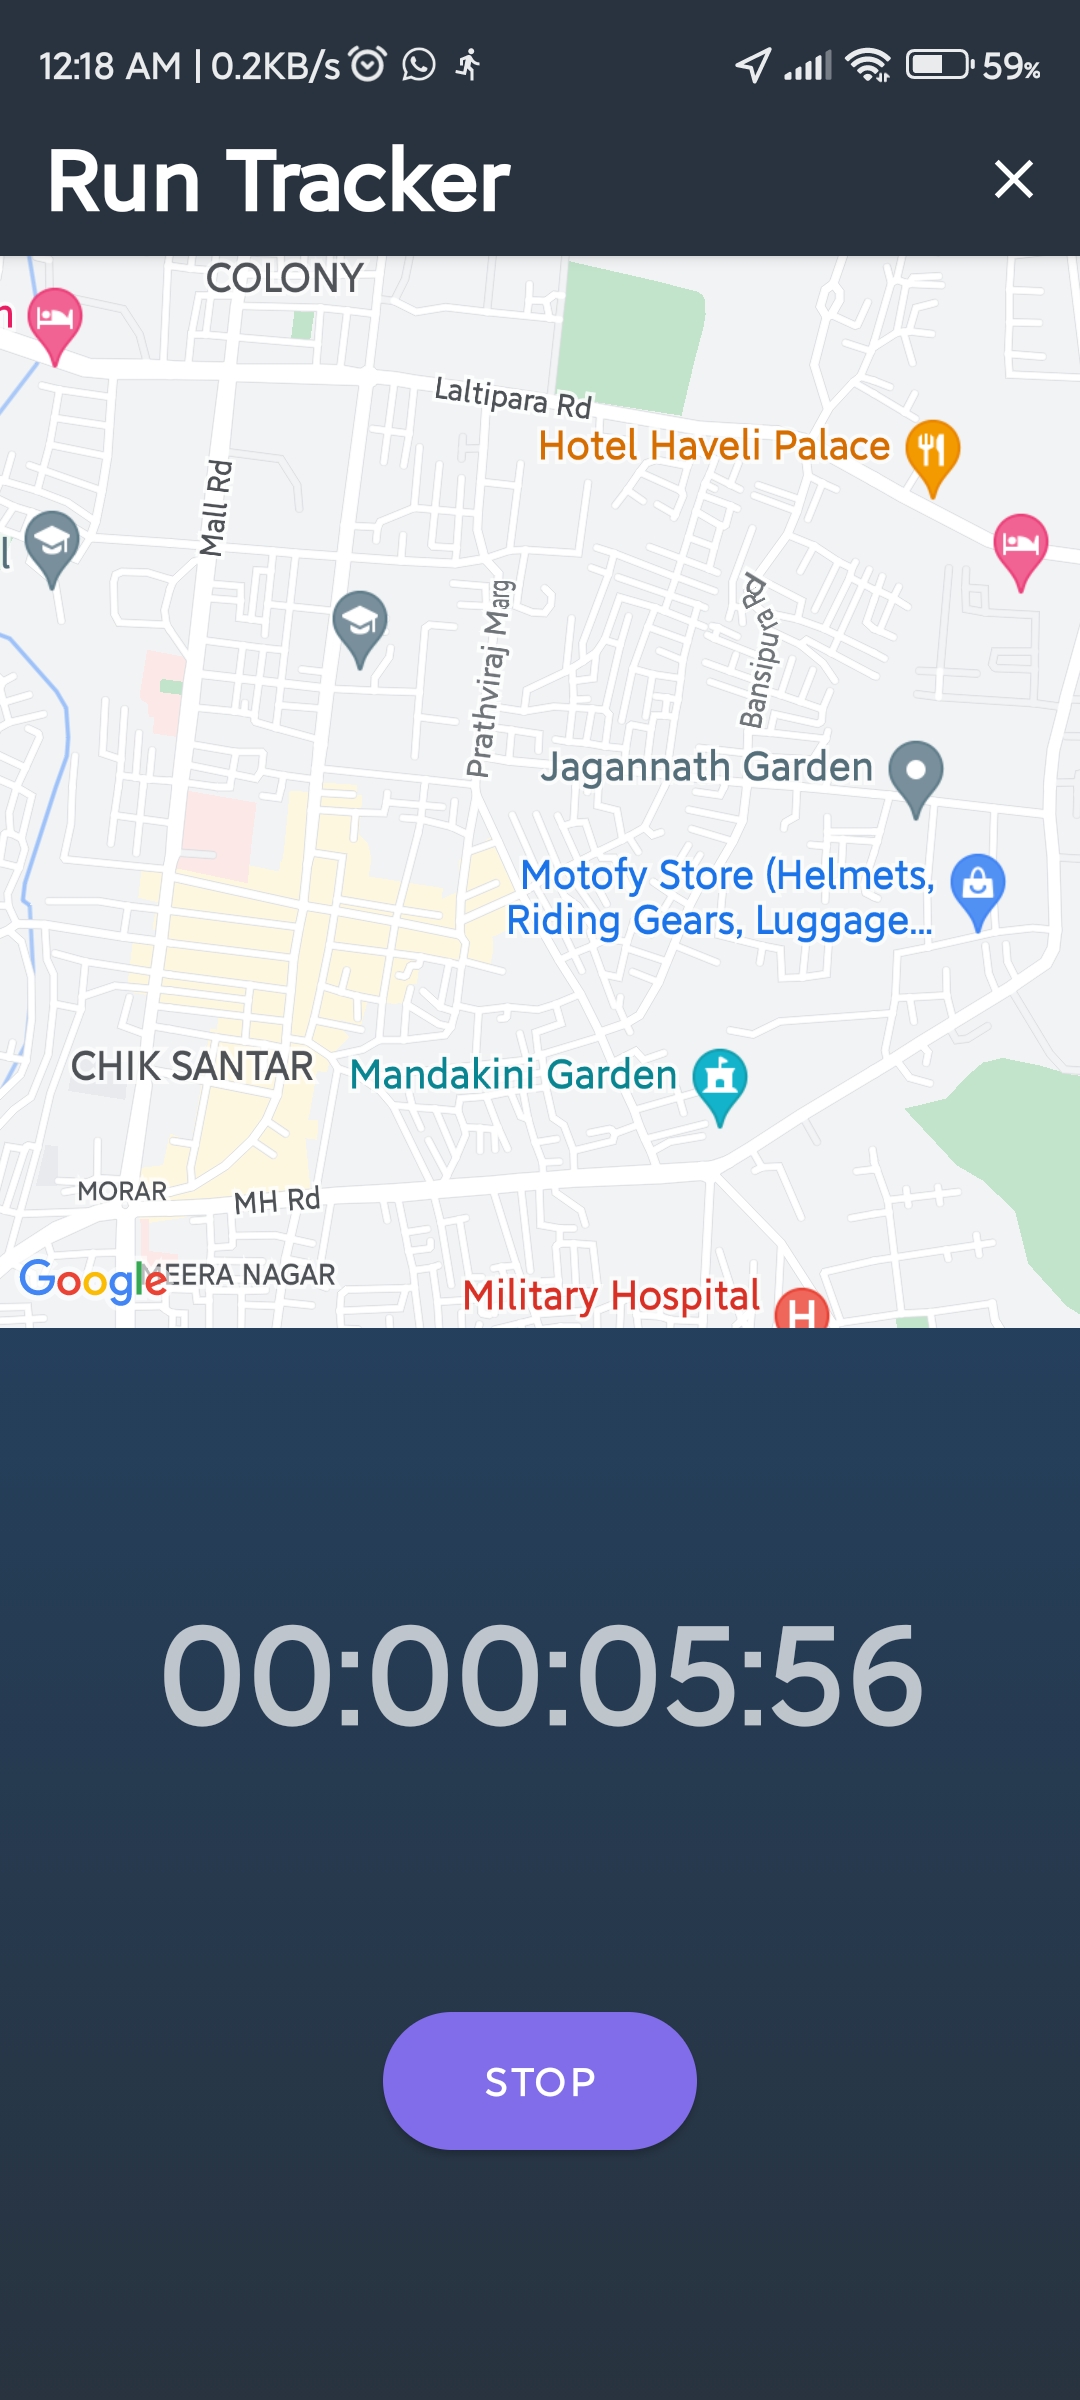 12:18 AM | 0.2KB/s
59%
Run Tracker
COLONY
Laltipara Rd
Hotel Haveli Palace
Mall Rd
Prathviraj Marg
Bansipura Rd
Jagannath Garden
Motofy Store (Helmets,
Riding Gears, Luggage...
CHIK SANTAR
Mandakini Garden
MORAR
MH Rd
Google
MEERA NAGAR
Military Hospital
H
00:00:05:56
STOP